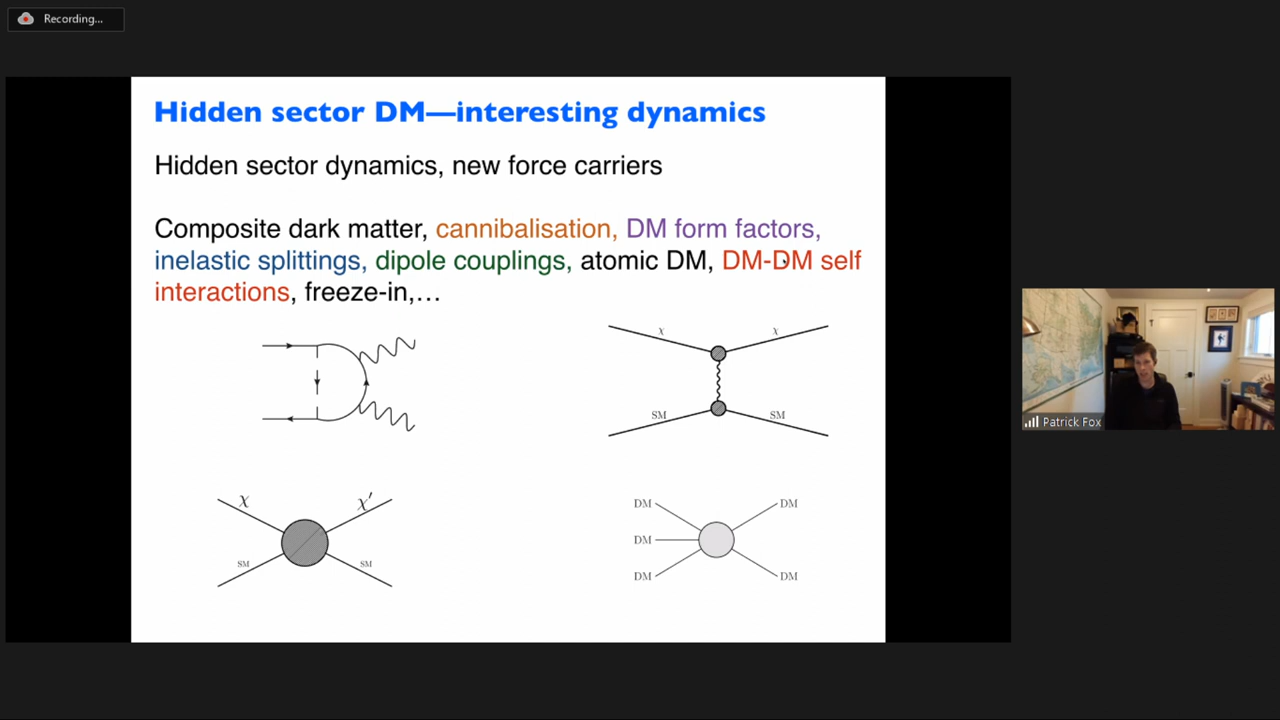 Recording...
Hidden sector DM—interesting dynamics
Hidden sector dynamics, new force carriers
Composite dark matter, cannibalisation, DM form factors,
inelastic splittings, dipole couplings, atomic DM, DM-DM self
interactions, freeze-in,...
χ χ
SM SM
χ χ′
SM SM
DM DM
DM
DM DM
Patrick Fox